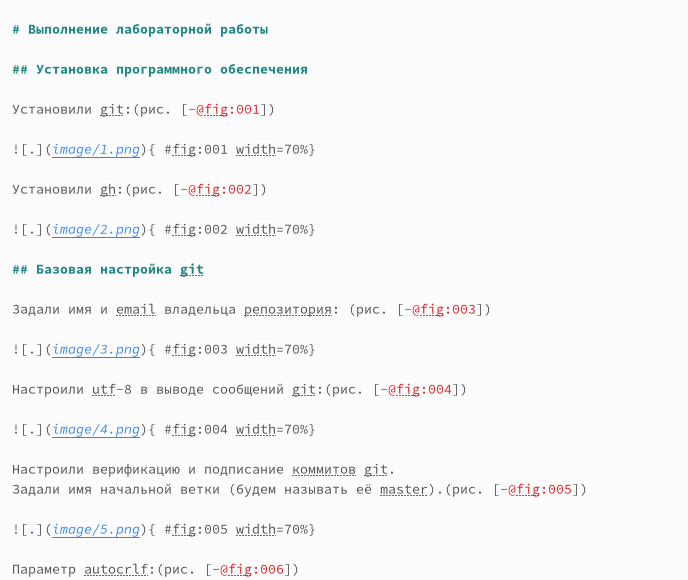 # Выполнение лабораторной работы
## Установка программного обеспечения
Установили git:(рис. [-@fig:001])
![.](image/1.png){ #fig:001 width=70%}
Установили gh:(рис. [-@fig:002])
![.](image/2.png){ #fig:002 width=70%}
## Базовая настройка git
Задали имя и email владельца репозитория: (рис. [-@fig:003])
![.](image/3.png){ #fig:003 width=70%}
Настроили utf-8 в выводе сообщений git:(рис. [-@fig:004])
![.](image/4.png){ #fig:004 width=70%}
Настроили верификацию и подписание коммитов git.
Задали имя начальной ветки (будем называть её master).(рис. [-@fig:005])
![.](image/5.png){ #fig:005 width=70%}
Параметр autocrlf:(рис. [-@fig:006])